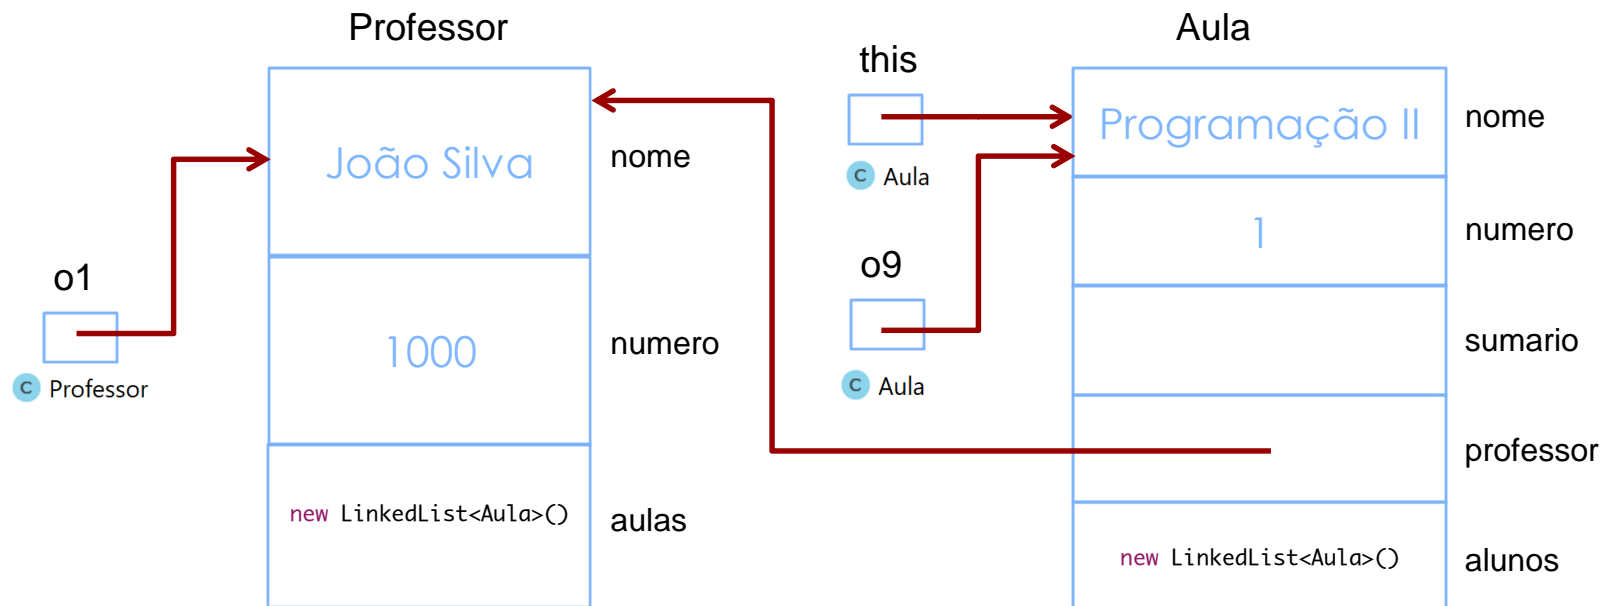 Professor
João Silva
nome
1000
numero
new LinkedList<Aula>()
aulas
o1
C Professor
this
C Aula
o9
C Aula
Aula
Programação II
nome
1
numero
sumario
professor
new LinkedList<Aula>()
alunos